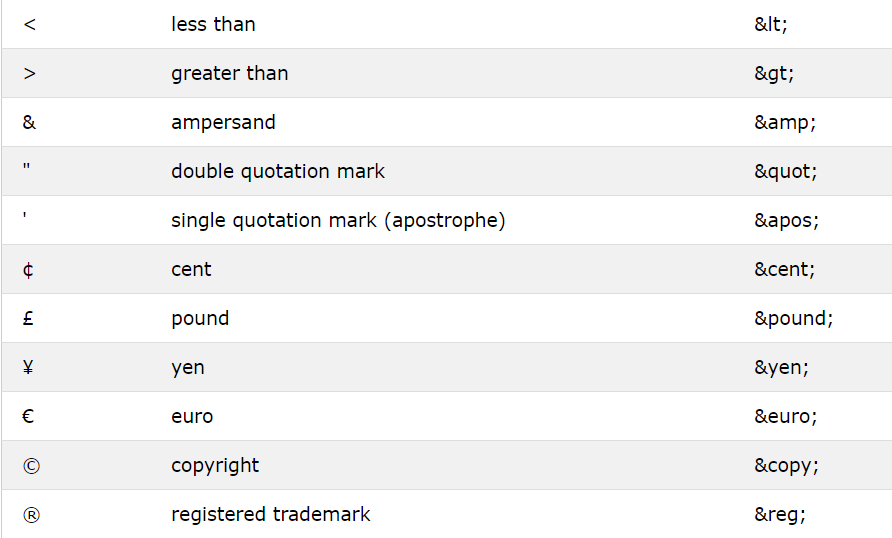 < less than &lt;
> greater than &gt;
& ampersand &amp;
" double quotation mark &quot;
' single quotation mark (apostrophe) &apos;
¢ cent &cent;
£ pound &pound;
¥ yen &yen;
€ euro &euro;
© copyright &copy;
® registered trademark &reg;